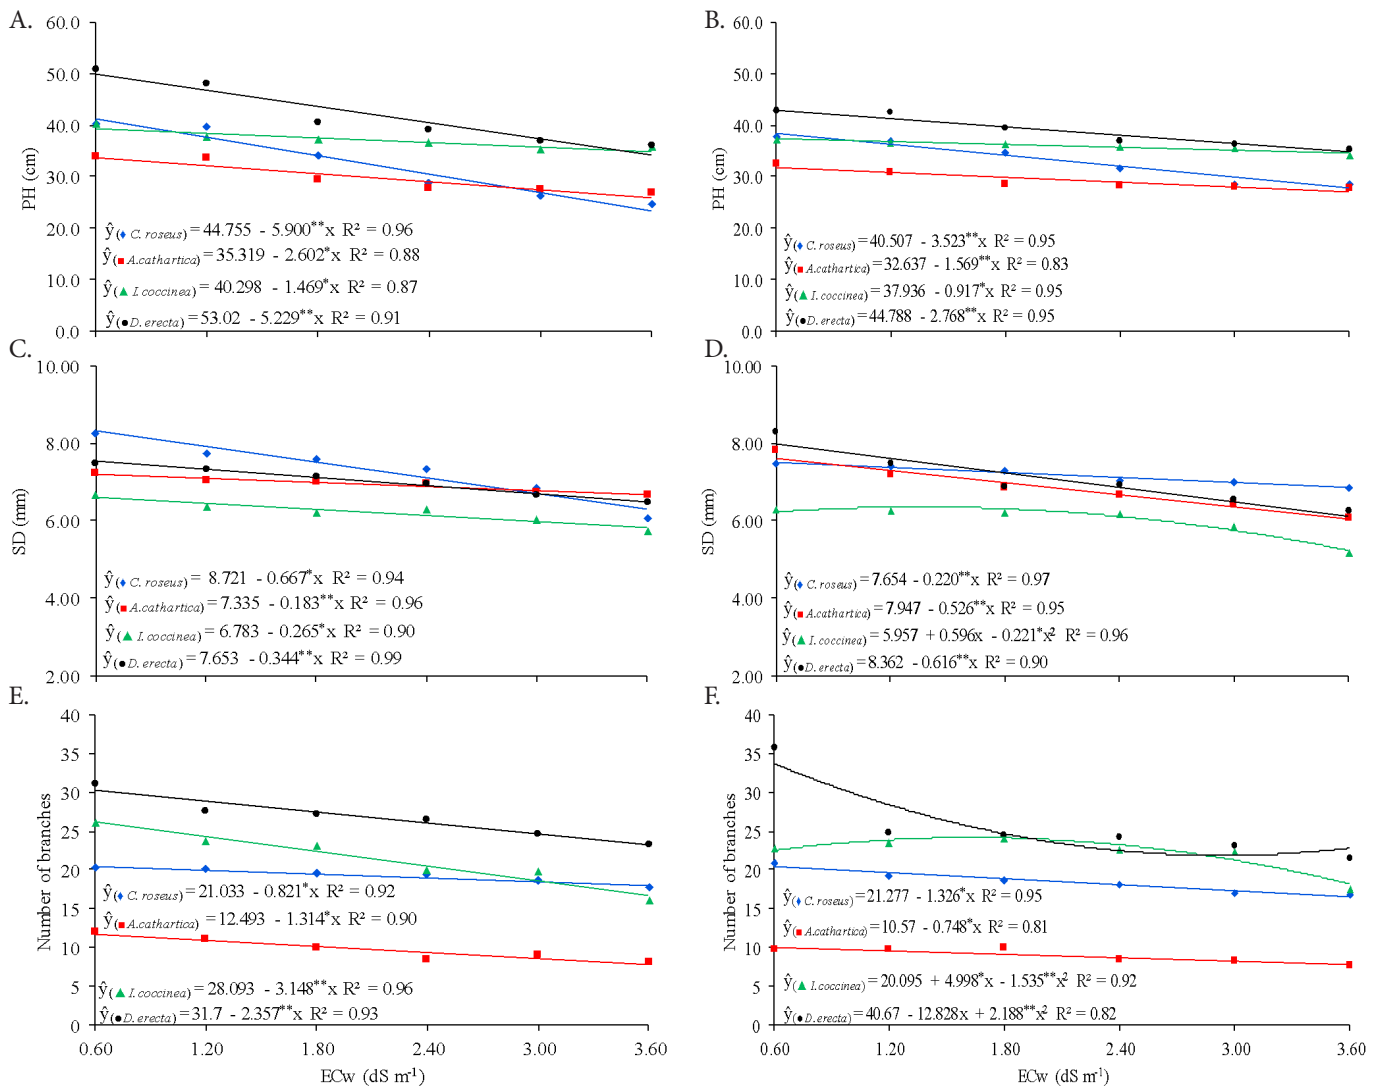 A.
60.0
50.0
40.0
30.0
20.0
10.0
0.0
PH (cm)
ŷ(C. roseus) = 44.755 - 5.900**x R² = 0.96
ŷ(A.cathartica) = 35.319 - 2.602*x R² = 0.88
ŷ(I. coccinea) = 40.298 - 1.469*x R² = 0.87
ŷ(D. erecta) = 53.02 - 5.229**x R² = 0.91
B.
60.0
50.0
40.0
30.0
20.0
10.0
0.0
PH (cm)
ŷ(C. roseus) = 40.507 - 3.523**x R² = 0.95
ŷ(A.cathartica) = 32.637 - 1.569**x R² = 0.83
ŷ(I. coccinea) = 37.936 - 0.917*x R² = 0.95
ŷ(D. erecta) = 44.788 - 2.768**x R² = 0.95
C.
10.00
8.00
6.00
4.00
2.00
SD (mm)
ŷ(C. roseus) = 8.721 - 0.667*x R² = 0.94
ŷ(A.cathartica) = 7.335 - 0.183**x R² = 0.96
ŷ(I. coccinea) = 6.783 - 0.265*x R² = 0.90
ŷ(D. erecta) = 7.653 - 0.344**x R² = 0.99
D.
10.00
8.00
6.00
4.00
2.00
SD (mm)
ŷ(C. roseus) = 7.654 - 0.220**x R² = 0.97
ŷ(A.cathartica) = 7.947 - 0.526**x R² = 0.95
ŷ(I. coccinea) = 5.957 + 0.596x - 0.221*x² R² = 0.96
ŷ(D. erecta) = 8.362 - 0.616**x R² = 0.90
E.
40
35
30
25
20
15
10
5
0
Number of branches
ŷ(C. roseus) = 21.033 - 0.821*x R² = 0.92
ŷ(A.cathartica) = 12.493 - 1.314*x R² = 0.90
ŷ(I. coccinea) = 28.093 - 3.148**x R² = 0.96
ŷ(D. erecta) = 31.7 - 2.357**x R² = 0.93
0.60 1.20 1.80 2.40 3.00 3.60
ECw (dS m⁻¹)
F.
40
35
30
25
20
15
10
5
0
Number of branches
ŷ(C. roseus) = 21.277 - 1.326*x R² = 0.95
ŷ(A.cathartica) = 10.57 - 0.748*x R² = 0.81
ŷ(I. coccinea) = 20.095 + 4.998*x - 1.535**x² R² = 0.92
ŷ(D. erecta) = 40.67 - 12.828x + 2.188**x² R² = 0.82
0.60 1.20 1.80 2.40 3.00 3.60
ECw (dS m⁻¹)